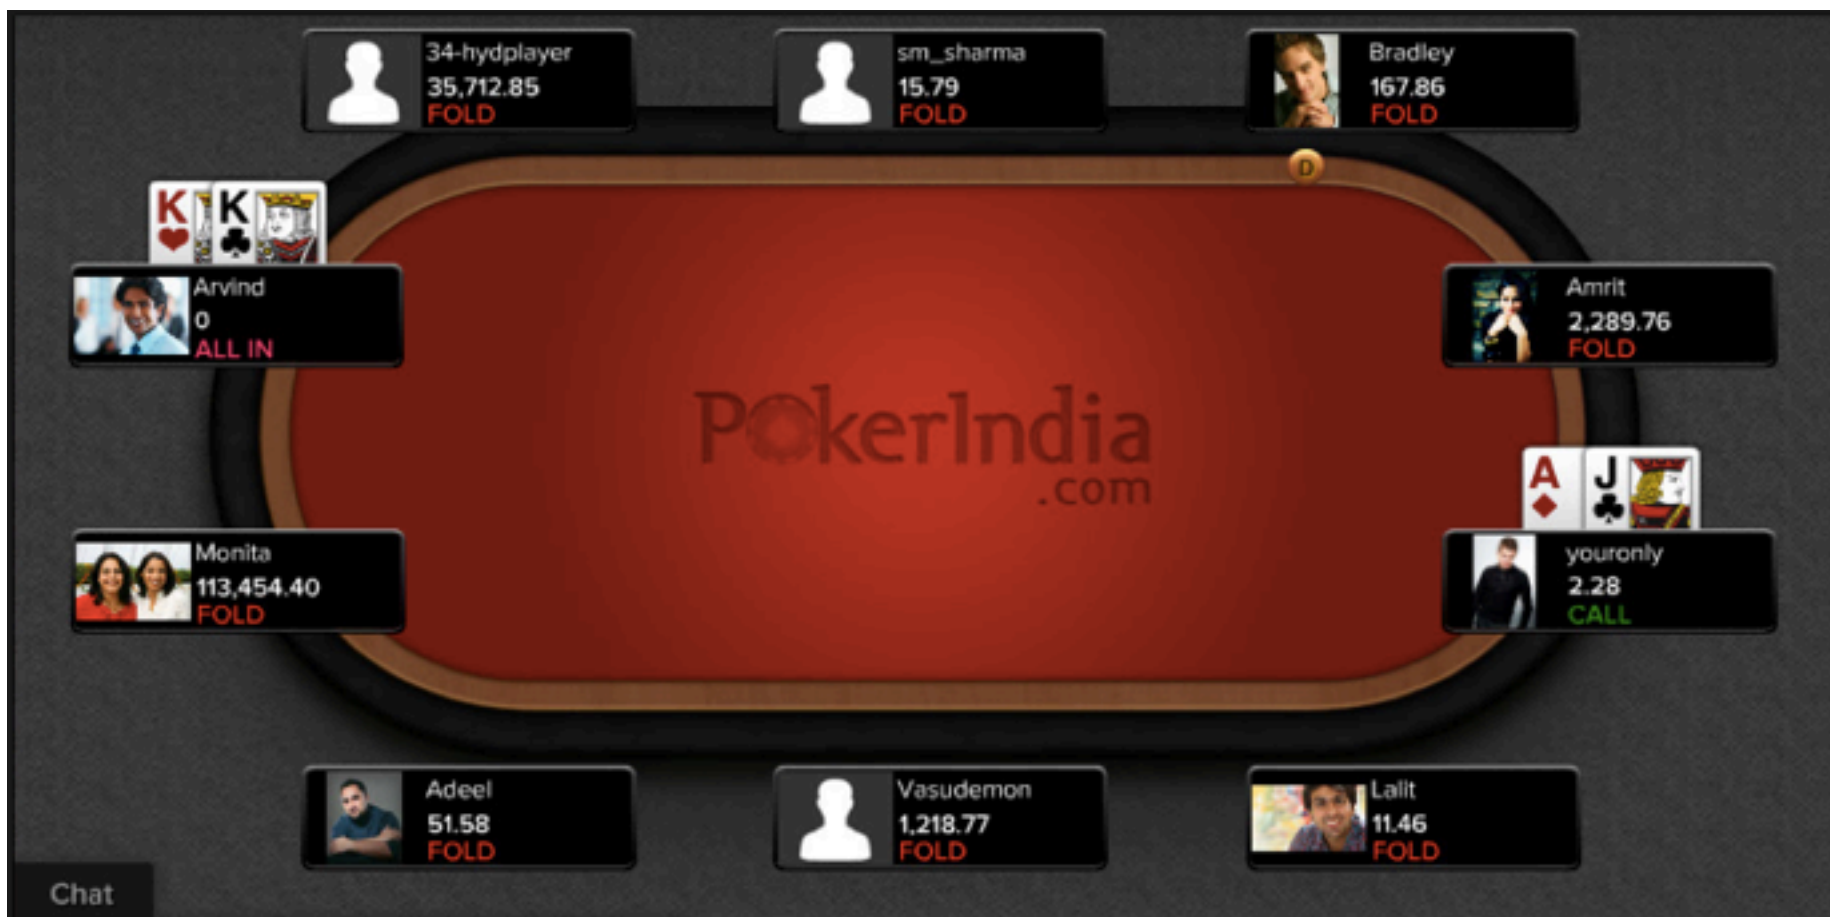 34-hydplayer
35,712.85
FOLD
sm_sharma
15.79
FOLD
Bradley
167.86
FOLD
D
K K
Arvind
0
ALL IN
Amrit
2,289.76
FOLD
PokerIndia
.com
A J
Monita
113,454.40
FOLD
youronly
2.28
CALL
Adeel
51.58
FOLD
Vasudemon
1,218.77
FOLD
Lalit
11.46
FOLD
Chat